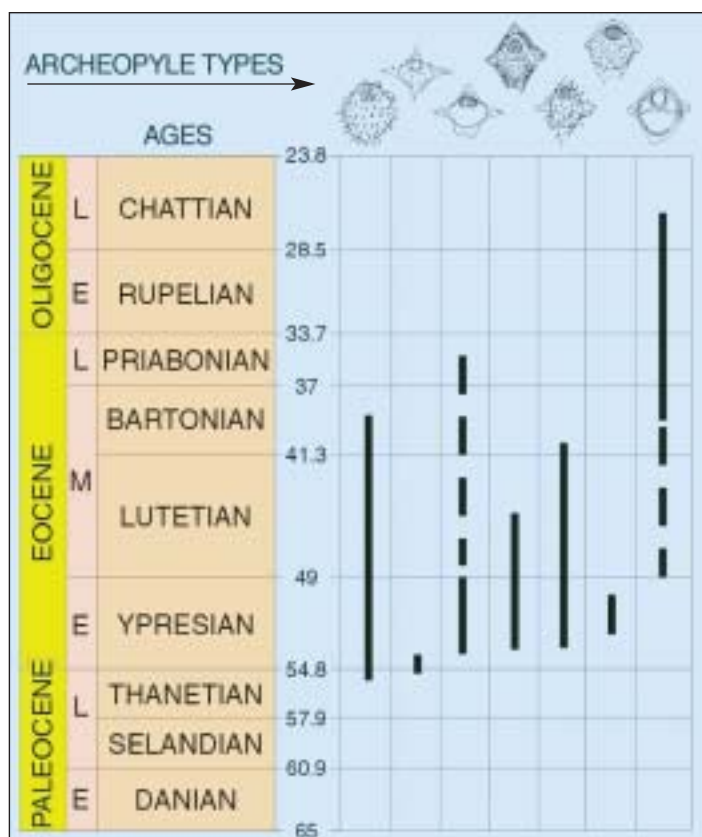 ARCHEOPYLE TYPES
AGES
23.8
OLIGOCENE
L
CHATTIAN
28.5
E
RUPELIAN
33.7
EOCENE
L
PRIABONIAN
37
M
BARTONIAN
41.3
LUTETIAN
49
E
YPRESIAN
54.8
PALEOCENE
L
THANETIAN
57.9
SELANDIAN
60.9
E
DANIAN
65